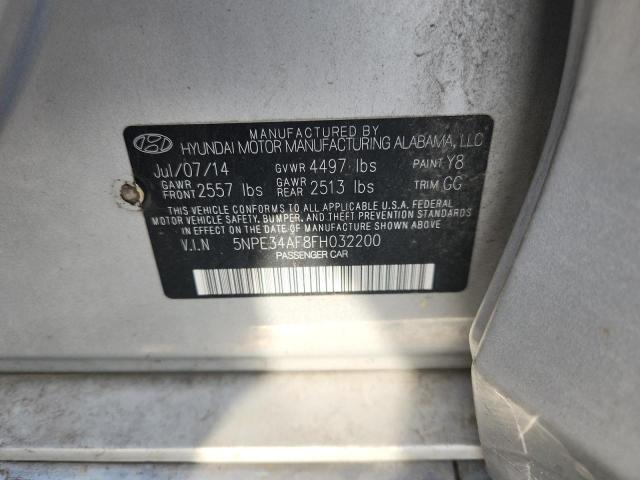 MANUFACTURED BY
HYUNDAI MOTOR MANUFACTURING ALABAMA, LLC
Jul/07/14 GVWR 4497 lbs PAINT Y8
GAWR FRONT 2557 lbs GAWR REAR 2513 lbs TRIM GG
THIS VEHICLE CONFORMS TO ALL APPLICABLE U.S.A FEDERAL
MOTOR VEHICLE SAFETY, BUMPER, AND THEFT PREVENTION STANDARDS
IN EFFECT ON THE DATE OF MANUFACTURE SHOWN ABOVE.
V.I.N 5NPE34AF8FH032200
PASSENGER CAR